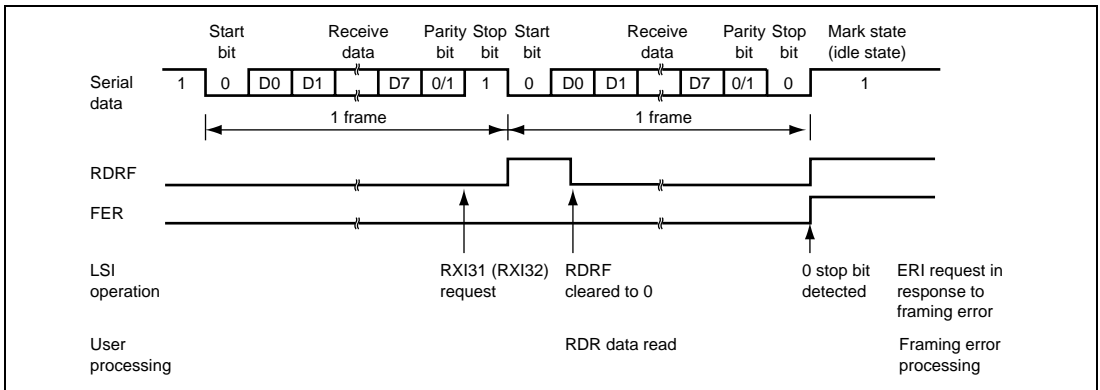 Start bit Receive data Parity bit Stop bit Start bit Receive data Parity bit Stop bit Mark state (idle state)
Serial data 1 0 D0 D1 D7 0/1 1 0 D0 D1 D7 0/1 0 1
1 frame 1 frame
RDRF
FER
LSI operation RXI31 (RXI32) request RDRF cleared to 0 0 stop bit detected ERI request in response to framing error
User processing RDR data read Framing error processing